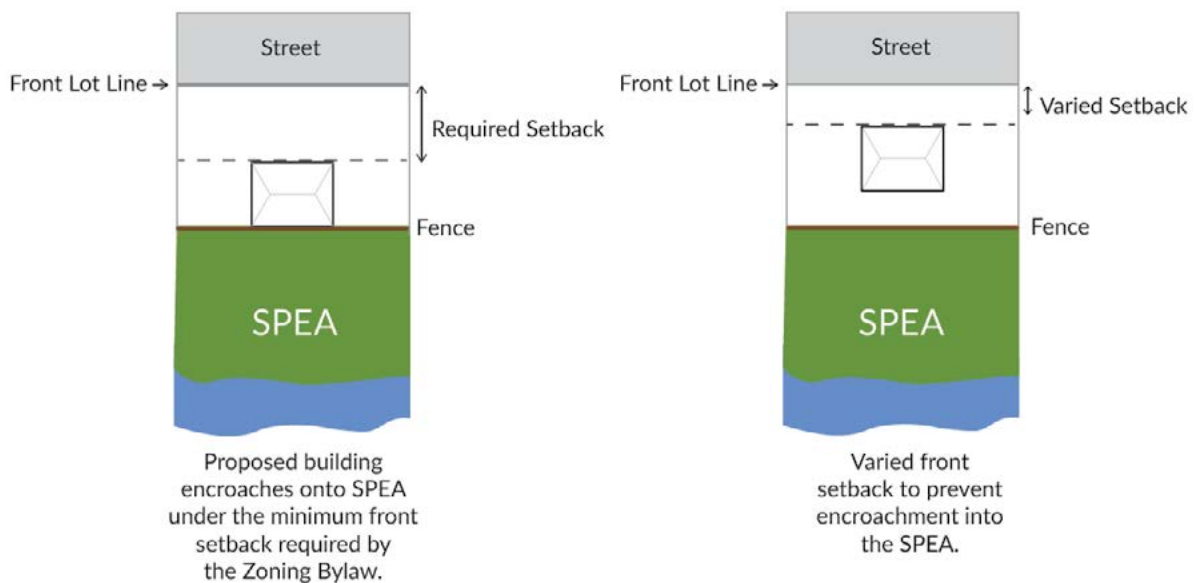 Street
Front Lot Line →
Required Setback
Fence
SPEA
Proposed building
encroaches onto SPEA
under the minimum front
setback required by
the Zoning Bylaw.
Street
Front Lot Line →
Varied Setback
Fence
SPEA
Varied front
setback to prevent
encroachment into
the SPEA.